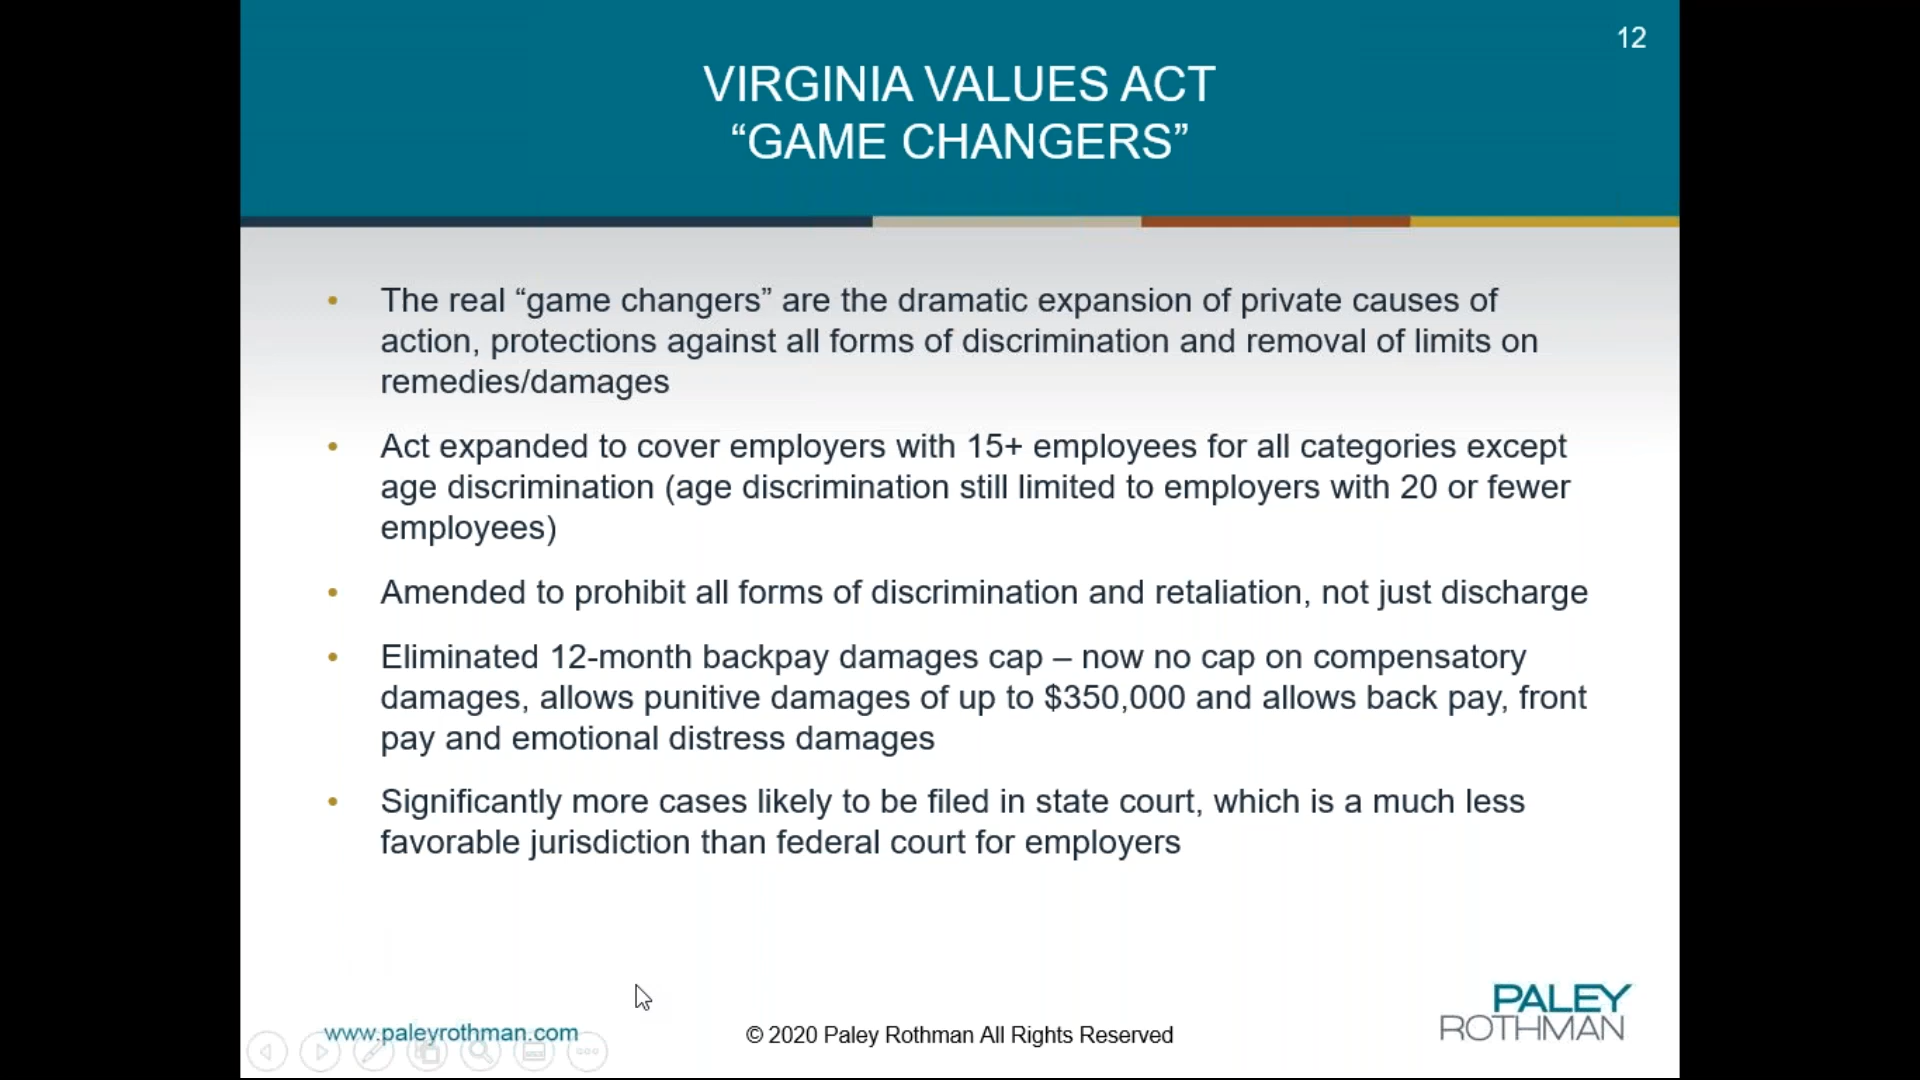 12
VIRGINIA VALUES ACT
“GAME CHANGERS”
• The real “game changers” are the dramatic expansion of private causes of
action, protections against all forms of discrimination and removal of limits on
remedies/damages
• Act expanded to cover employers with 15+ employees for all categories except
age discrimination (age discrimination still limited to employers with 20 or fewer
employees)
• Amended to prohibit all forms of discrimination and retaliation, not just discharge
• Eliminated 12-month backpay damages cap – now no cap on compensatory
damages, allows punitive damages of up to $350,000 and allows back pay, front
pay and emotional distress damages
• Significantly more cases likely to be filed in state court, which is a much less
favorable jurisdiction than federal court for employers
www.paleyrothman.com
© 2020 Paley Rothman All Rights Reserved
PALEY
ROTHMAN